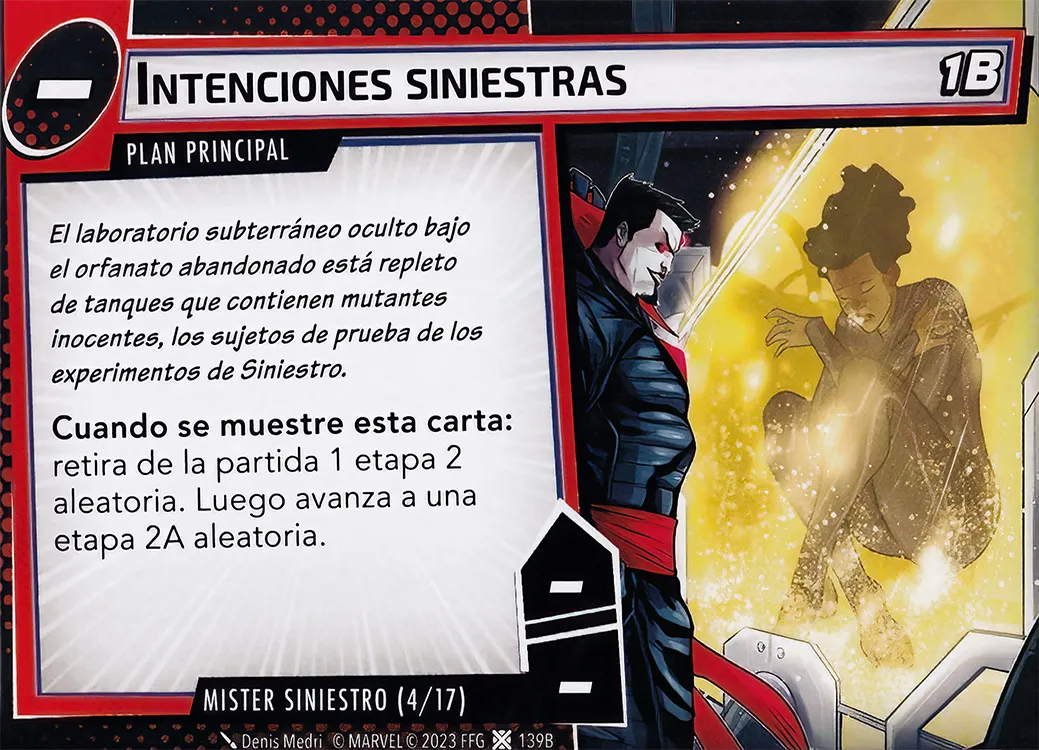 INTENCIONES SINIESTRAS
1B
PLAN PRINCIPAL
El laboratorio subterráneo oculto bajo
el orfanato abandonado está repleto
de tanques que contienen mutantes
inocentes, los sujetos de prueba de los
experimentos de Siniestro.
Cuando se muestre esta carta:
retira de la partida 1 etapa 2
aleatoria. Luego avanza a una
etapa 2A aleatoria.
MISTER SINIESTRO (4/17)
Denis Medri © MARVEL © 2023 FFG 139B